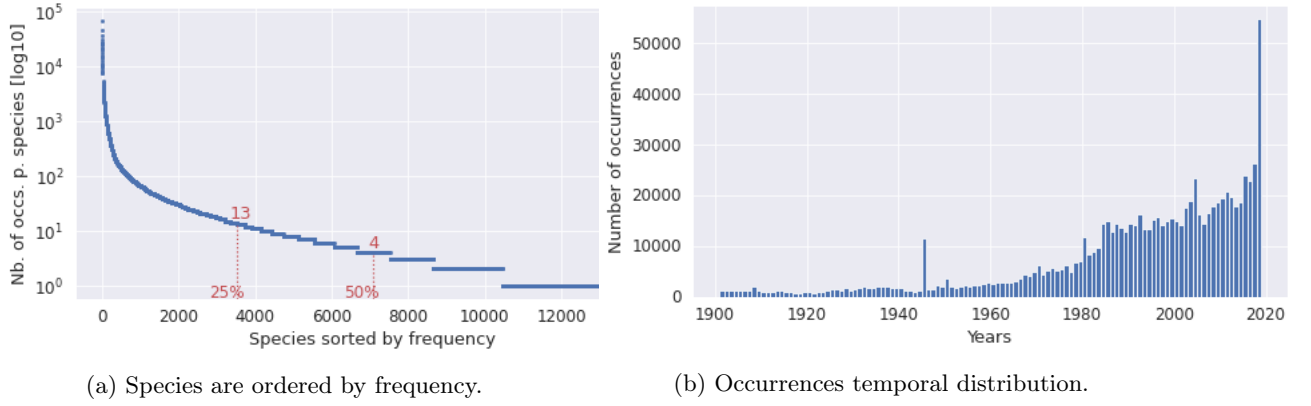 Nb. of occs. p. species [log10]
10^5
10^4
10^3
10^2
10^1
10^0
13
4
25%
50%
0 2000 4000 6000 8000 10000 12000
Species sorted by frequency
(a) Species are ordered by frequency.
Number of occurrences
50000
40000
30000
20000
10000
0
1900 1920 1940 1960 1980 2000 2020
Years
(b) Occurrences temporal distribution.